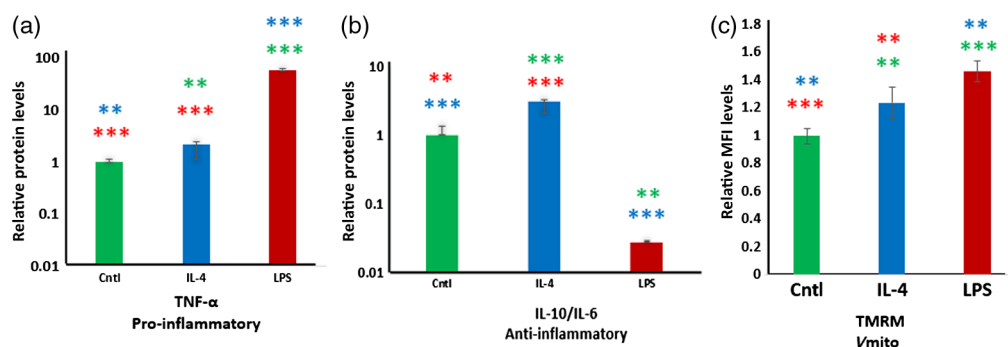 (a)
Relative protein levels
100
10
1
0.1
0.01
***
***
**
***
**
***
Cntl IL-4 LPS
TNF-α
Pro-inflammatory
(b)
Relative protein levels
10
1
0.1
0.01
**
***
***
***
**
***
Cntl IL-4 LPS
IL-10/IL-6
Anti-inflammatory
(c)
Relative MFI levels
1.8
1.6
1.4
1.2
1
0.8
0.6
0.4
0.2
0
**
***
**
**
**
***
Cntl IL-4 LPS
TMRM
Vmito